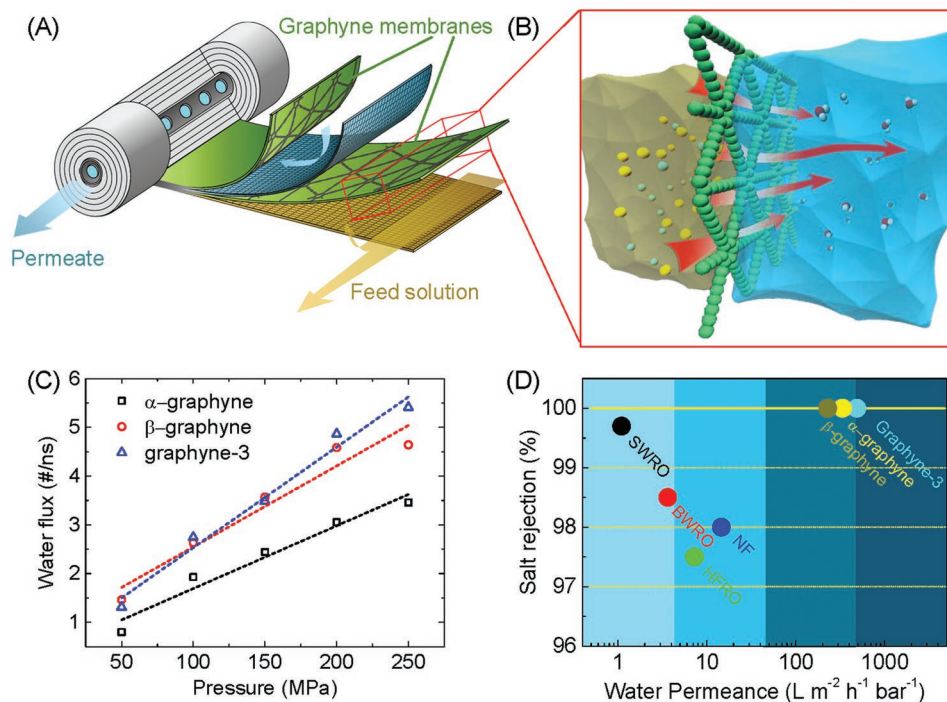 (A)
Graphyne membranes
Permeate
Feed solution
(B)
(C)
Water flux (#/ns)
6
5
4
3
2
1
α–graphyne
β–graphyne
graphyne-3
50 100 150 200 250
Pressure (MPa)
(D)
Salt rejection (%)
100
99
98
97
96
SWRO
BWRO
HFRO
NF
β-graphyne
α-graphyne
Graphyne-3
1 10 100 1000
Water Permeance (L m⁻² h⁻¹ bar⁻¹)